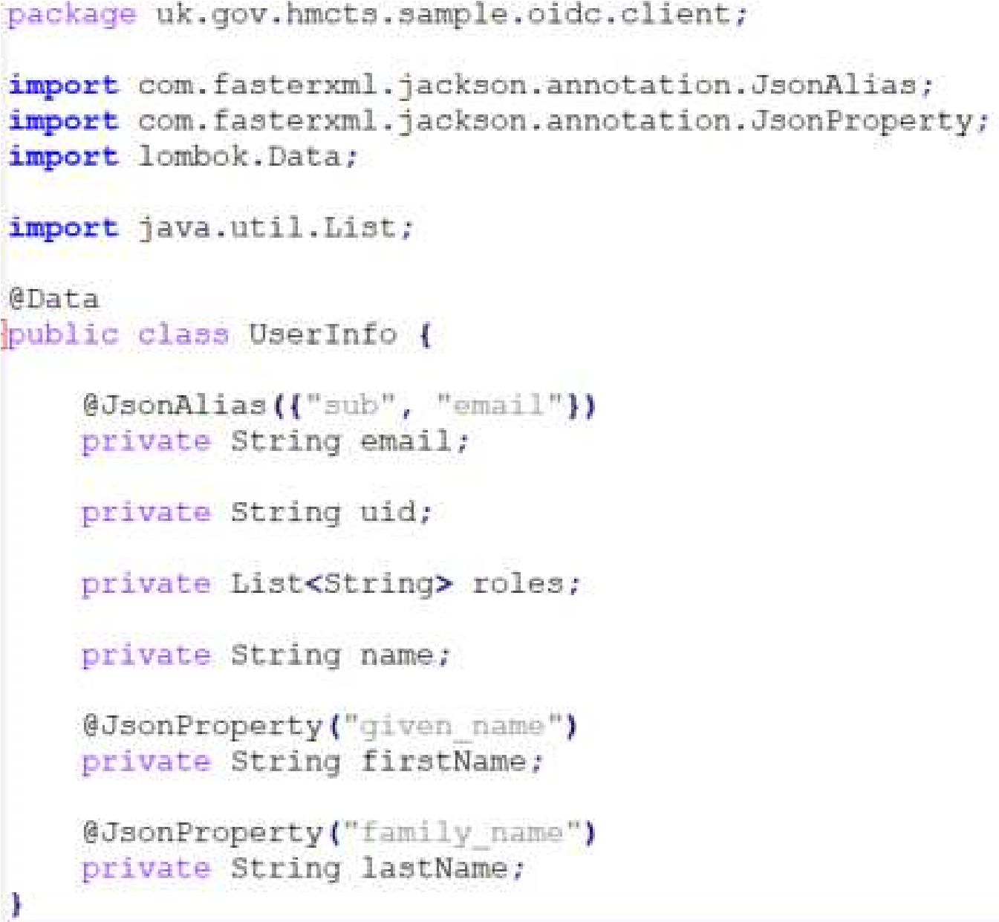 package uk.gov.hmcts.sample.oidc.client;
import com.fasterxml.jackson.annotation.JsonAlias;
import com.fasterxml.jackson.annotation.JsonProperty;
import lombok.Data;
import java.util.List;
@Data
public class UserInfo {
@JsonAlias({"sub", "email"})
private String email;
private String uid;
private List<String> roles;
private String name;
@JsonProperty("given_name")
private String firstName;
@JsonProperty("family_name")
private String lastName;
}